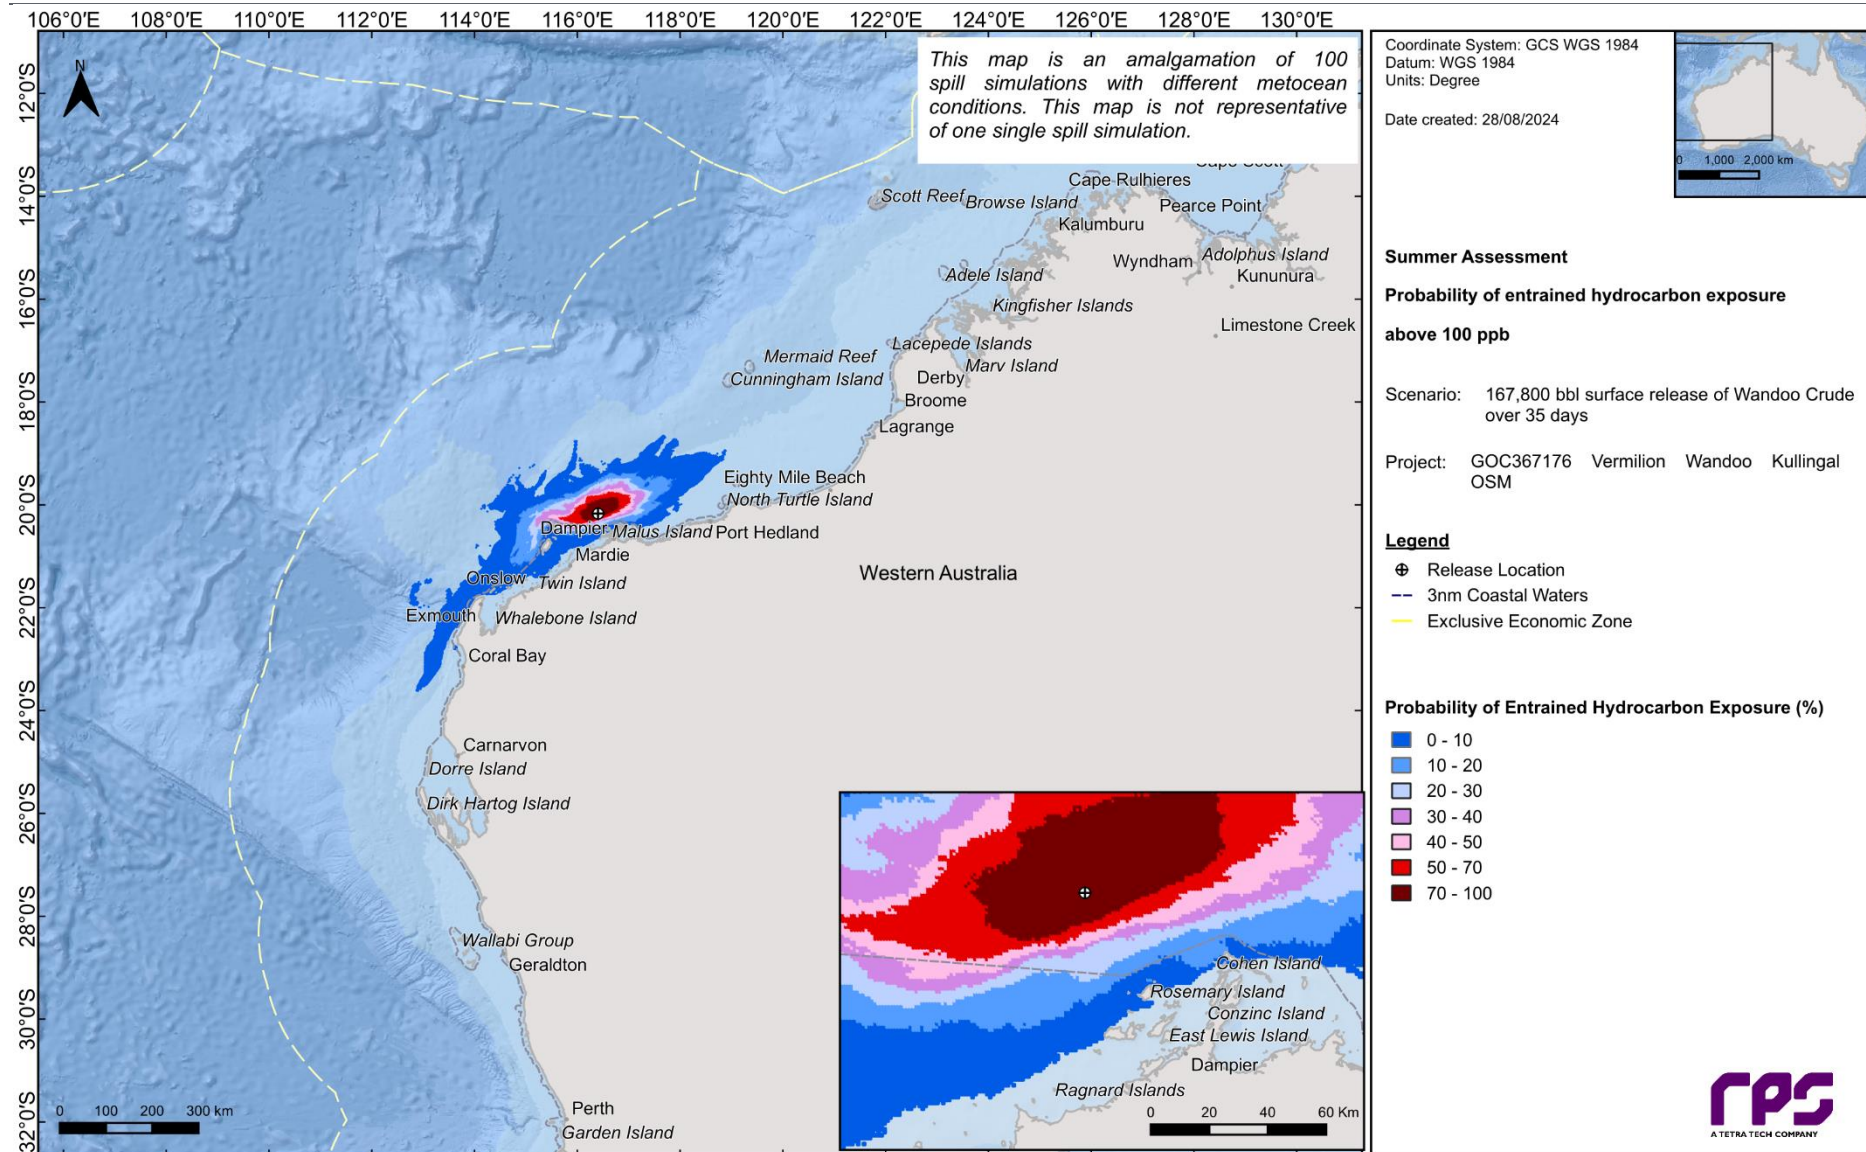 106°0'E 108°0'E 110°0'E 112°0'E 114°0'E 116°0'E 118°0'E 120°0'E 122°0'E 124°0'E 126°0'E 128°0'E 130°0'E
12°0'S
14°0'S
16°0'S
18°0'S
20°0'S
22°0'S
24°0'S
26°0'S
28°0'S
30°0'S
32°0'S
N
This map is an amalgamation of 100
spill simulations with different metocean
conditions. This map is not representative
of one single spill simulation.
Cape Scott
Cape Rulhieres
Scott Reef
Browse Island
Pearce Point
Kalumburu
Adolphus Island
Wyndham
Kununura
Adele Island
Kingfisher Islands
Limestone Creek
Lacepede Islands
Mermaid Reef
Marv Island
Cunningham Island
Derby
Broome
Lagrange
Eighty Mile Beach
North Turtle Island
Dampier
Malus Island
Port Hedland
Mardie
Western Australia
Onslow
Twin Island
Exmouth
Whalebone Island
Coral Bay
Carnarvon
Dorre Island
Dirk Hartog Island
Wallabi Group
Geraldton
Perth
Garden Island
0 100 200 300 km
Cohen Island
Rosemary Island
Conzinc Island
East Lewis Island
Dampier
Ragnard Islands
0 20 40 60 Km
Coordinate System: GCS WGS 1984
Datum: WGS 1984
Units: Degree
Date created: 28/08/2024
0 1,000 2,000 km
Summer Assessment
Probability of entrained hydrocarbon exposure
above 100 ppb
Scenario: 167,800 bbl surface release of Wandoo Crude
over 35 days
Project: GOC367176 Vermilion Wandoo Kullingal
OSM
Legend
Release Location
3nm Coastal Waters
Exclusive Economic Zone
Probability of Entrained Hydrocarbon Exposure (%)
0 - 10
10 - 20
20 - 30
30 - 40
40 - 50
50 - 70
70 - 100
rps
A TETRA TECH COMPANY